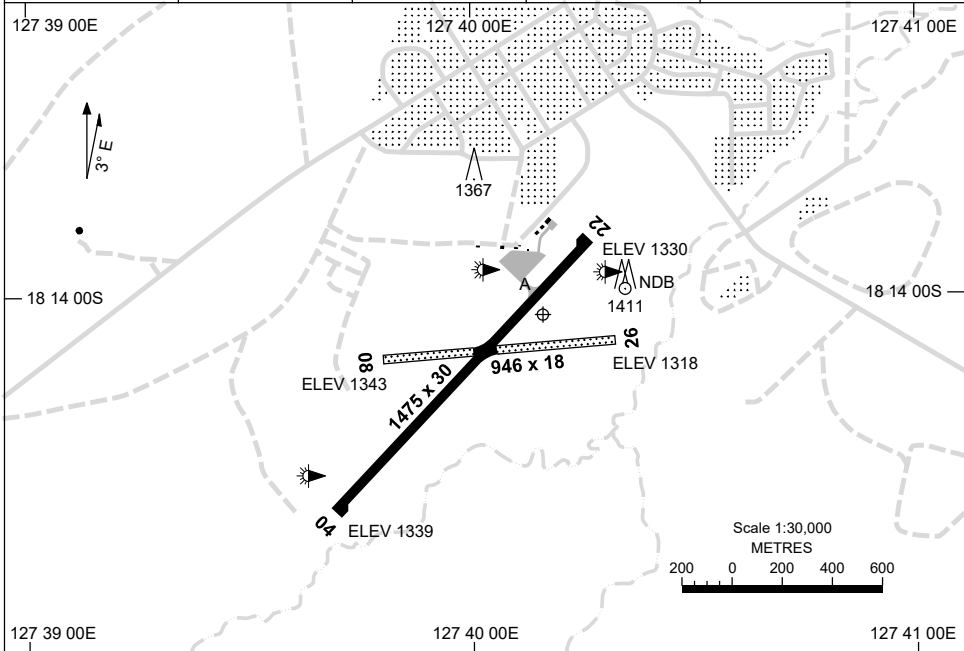 127 39 00E
127 40 00E
127 41 00E
3° E
1367
22
ELEV 1330
NDB
1411
A
18 14 00S
18 14 00S
08
26
946 x 18
ELEV 1343
ELEV 1318
1475 x 30
04
ELEV 1339
Scale 1:30,000
METRES
200 0 200 400 600
127 39 00E
127 40 00E
127 41 00E